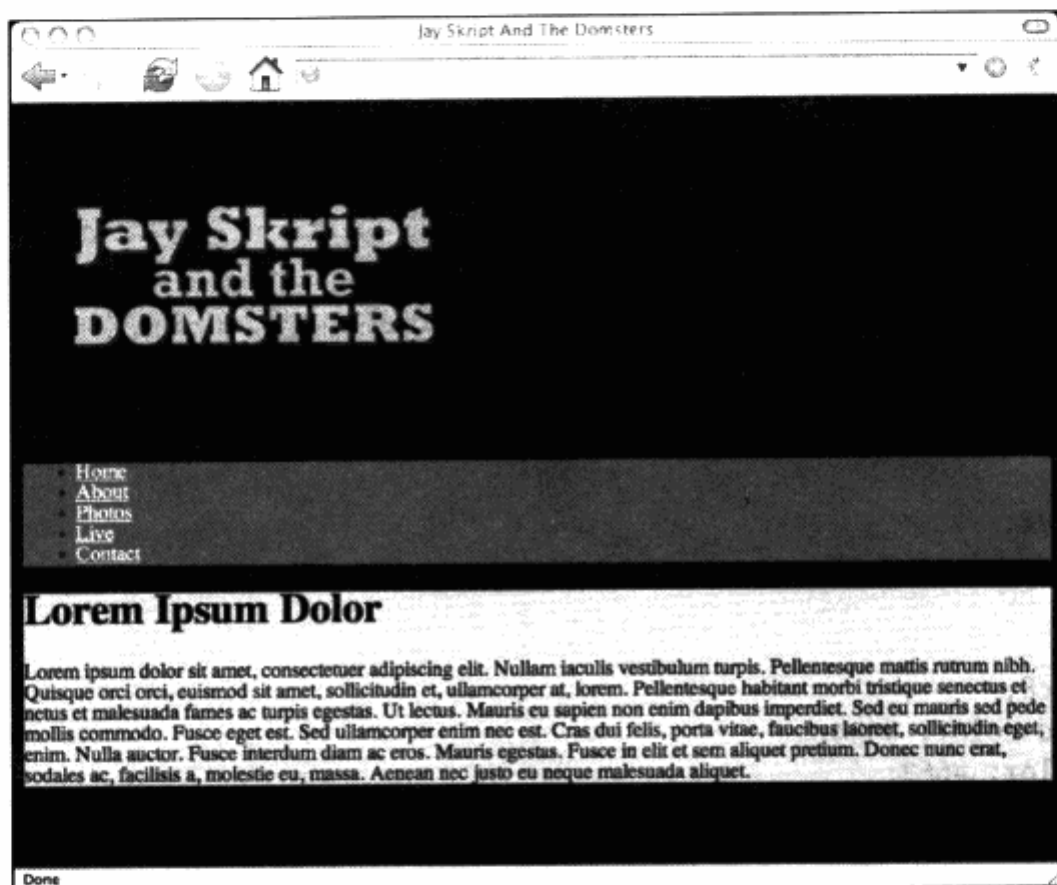 Jay Skript And The Domsters
Jay Skript
and the
DOMSTERS
Home
About
Photos
Live
Contact
Lorem Ipsum Dolor
Lorem ipsum dolor sit amet, consectetuer adipiscing elit. Nullam iaculis vestibulum turpis. Pellentesque mattis rutrum nibh.
Quisque orci orci, euismod sit amet, sollicitudin et, ullamcorper at, lorem. Pellentesque habitant morbi tristique senectus et
netus et malesuada fames ac turpis egestas. Ut lectus. Mauris eu sapien non enim dapibus imperdiet. Sed eu mauris sed pede
mollis commodo. Fusce eget est. Sed ullamcorper enim nec est. Cras dui felis, porta vitae, faucibus laoreet, sollicitudin eget,
enim. Nulla auctor. Fusce interdum diam ac eros. Mauris egestas. Fusce in elit et sem aliquet pretium. Donec nunc erat,
sodales ac, facilisis a, molestie eu, massa. Aenean nec justo eu neque malesuada aliquet.
Done